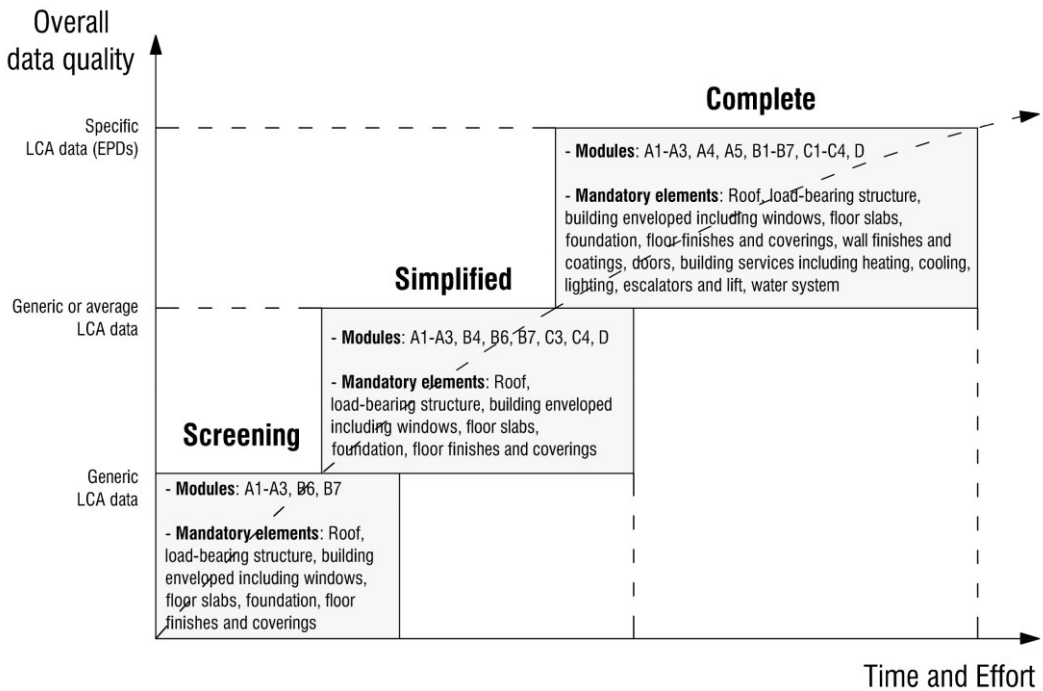 Overall
data quality
Complete
Specific
LCA data (EPDs)
- Modules: A1-A3, A4, A5, B1-B7, C1-C4, D
- Mandatory elements: Roof, load-bearing structure,
building enveloped including windows, floor slabs,
foundation, floor finishes and coverings, wall finishes and
coatings, doors, building services including heating, cooling,
lighting, escalators and lift, water system
Simplified
Generic or average
LCA data
- Modules: A1-A3, B4, B6, B7, C3, C4, D
- Mandatory elements: Roof,
load-bearing structure, building enveloped
including windows, floor slabs,
foundation, floor finishes and coverings
Screening
Generic
LCA data
- Modules: A1-A3, B6, B7
- Mandatory elements: Roof,
load-bearing structure, building
enveloped including windows,
floor slabs, foundation, floor
finishes and coverings
Time and Effort